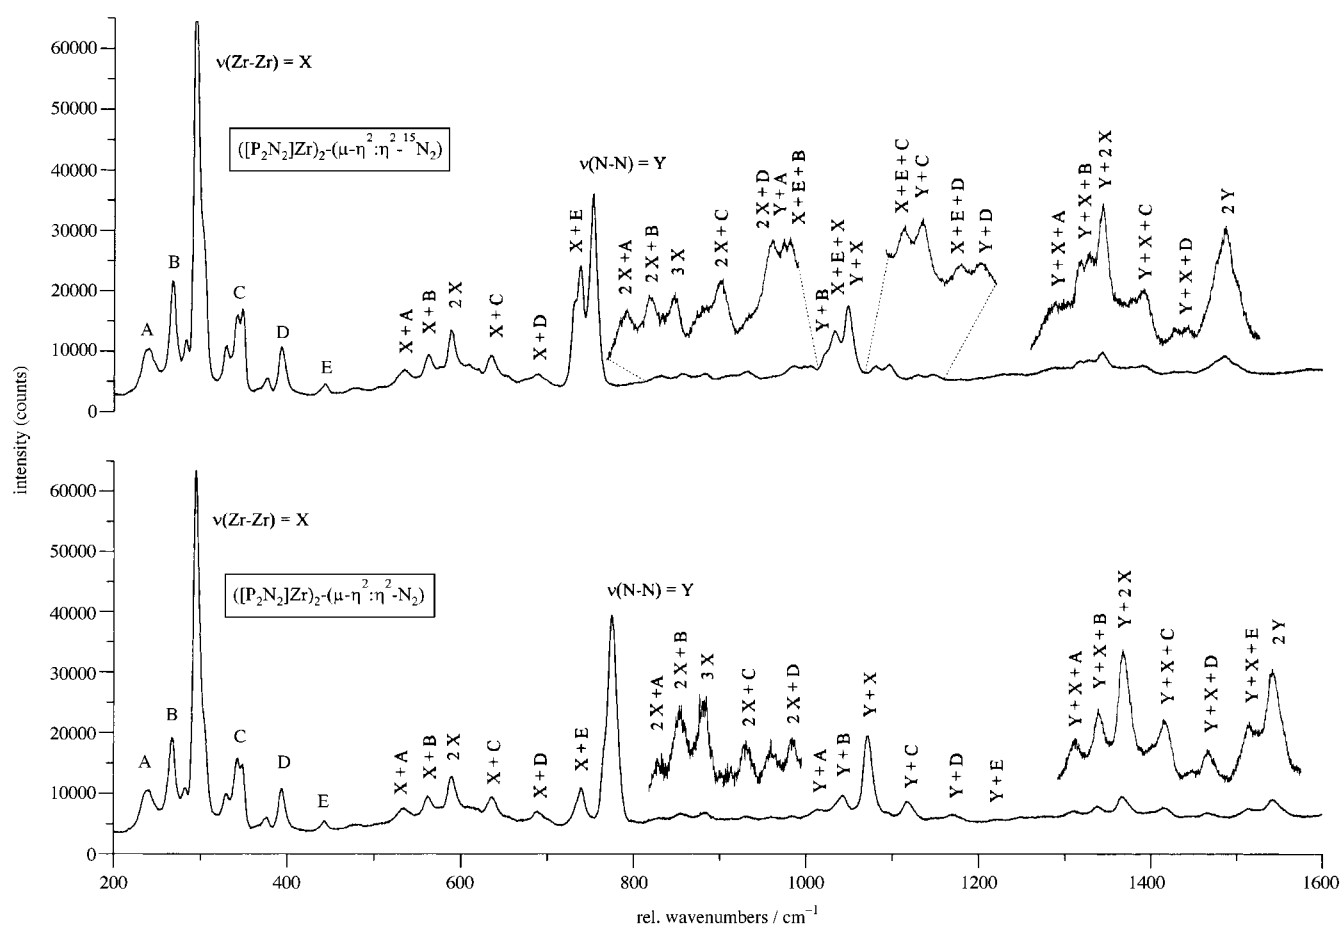 intensity (counts)
60000
50000
40000
30000
20000
10000
0
ν(Zr-Zr) = X
([P₂N₂]Zr)₂-(μ-η²:η²-¹⁵N₂)
ν(N-N) = Y
A
B
C
D
E
X + A
X + B
2 X
X + C
X + D
X + E
2 X + A
2 X + B
3 X
2 X + C
2 X + D
Y + A
X + E + B
Y + B
X + E + X
Y + X
X + E + C
Y + C
X + E + D
Y + D
Y + X + A
Y + X + B
Y + 2 X
Y + X + C
Y + X + D
2 Y
60000
50000
40000
30000
20000
10000
0
ν(Zr-Zr) = X
([P₂N₂]Zr)₂-(μ-η²:η²-N₂)
ν(N-N) = Y
A
B
C
D
E
X + A
X + B
2 X
X + C
X + D
X + E
2 X + A
2 X + B
3 X
2 X + C
2 X + D
Y + A
Y + B
Y + X
Y + C
Y + D
Y + E
Y + X + A
Y + X + B
Y + 2 X
Y + X + C
Y + X + D
Y + X + E
2 Y
200
400
600
800
1000
1200
1400
1600
rel. wavenumbers / cm⁻¹